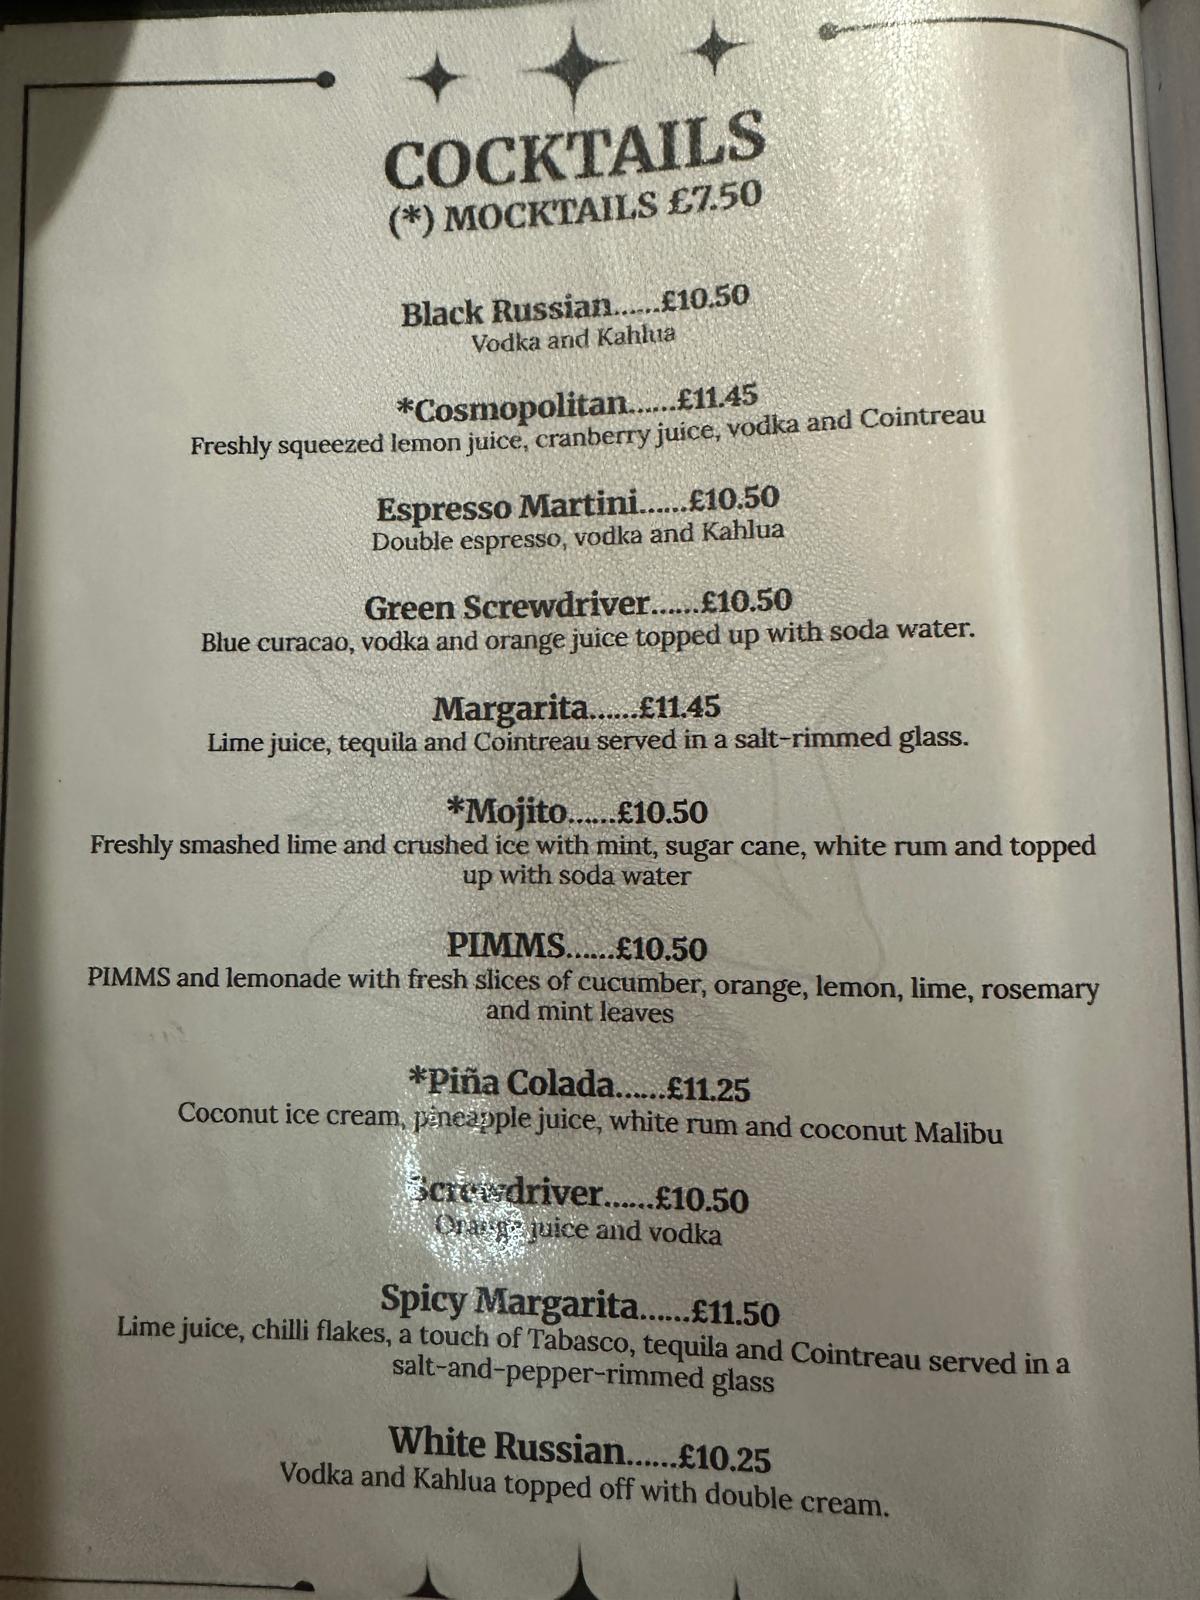 COCKTAILS
(*) MOCKTAILS £7.50
Black Russian......£10.50
Vodka and Kahlua
*Cosmopolitan......£11.45
Freshly squeezed lemon juice, cranberry juice, vodka and Cointreau
Espresso Martini......£10.50
Double espresso, vodka and Kahlua
Green Screwdriver......£10.50
Blue curacao, vodka and orange juice topped up with soda water.
Margarita......£11.45
Lime juice, tequila and Cointreau served in a salt-rimmed glass.
*Mojito......£10.50
Freshly smashed lime and crushed ice with mint, sugar cane, white rum and topped
up with soda water
PIMMS......£10.50
PIMMS and lemonade with fresh slices of cucumber, orange, lemon, lime, rosemary
and mint leaves
*Piña Colada......£11.25
Coconut ice cream, pineapple juice, white rum and coconut Malibu
Screwdriver......£10.50
Orange juice and vodka
Spicy Margarita......£11.50
Lime juice, chilli flakes, a touch of Tabasco, tequila and Cointreau served in a
salt-and-pepper-rimmed glass
White Russian......£10.25
Vodka and Kahlua topped off with double cream.